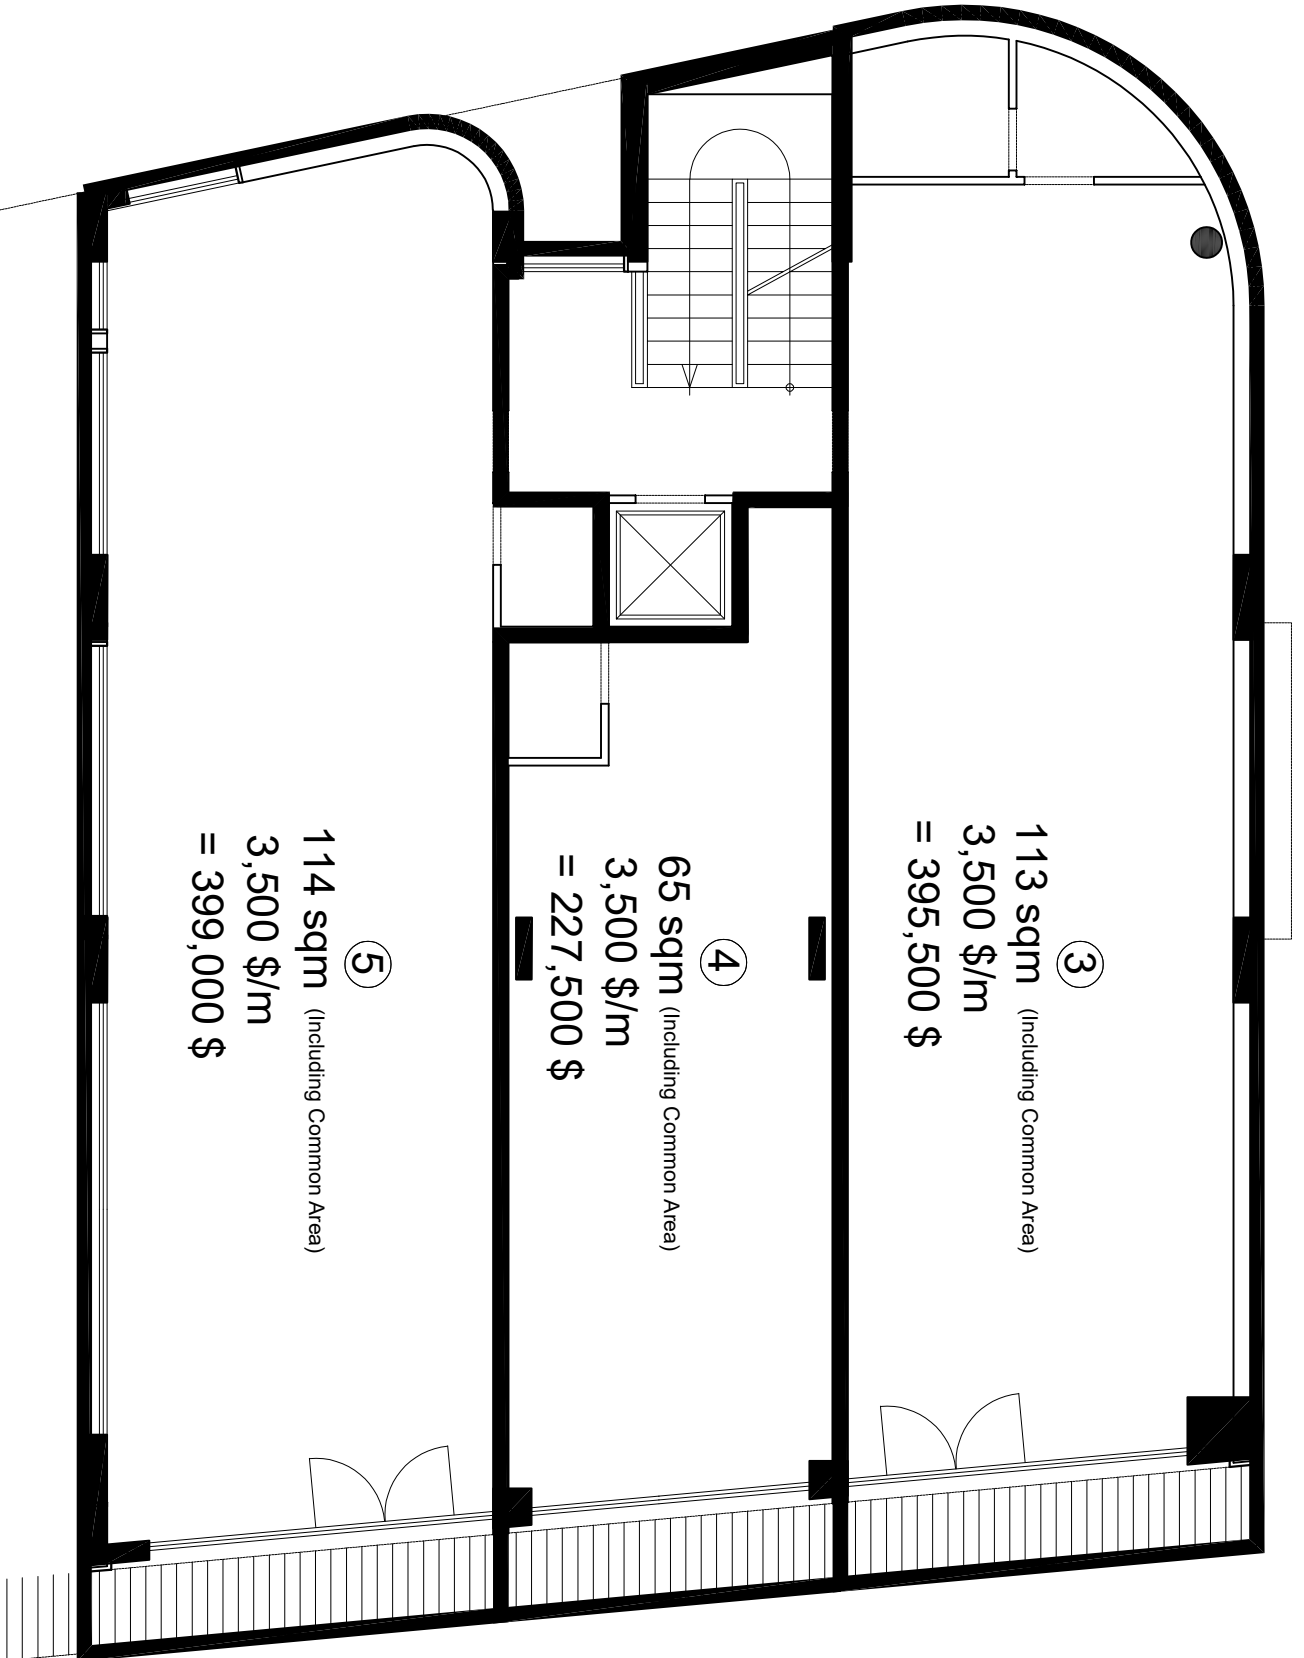 3
113 sqm (Including Common Area)
3,500 $/m
= 395,500 $
4
65 sqm (Including Common Area)
3,500 $/m
= 227,500 $
5
114 sqm (Including Common Area)
3,500 $/m
= 399,000 $